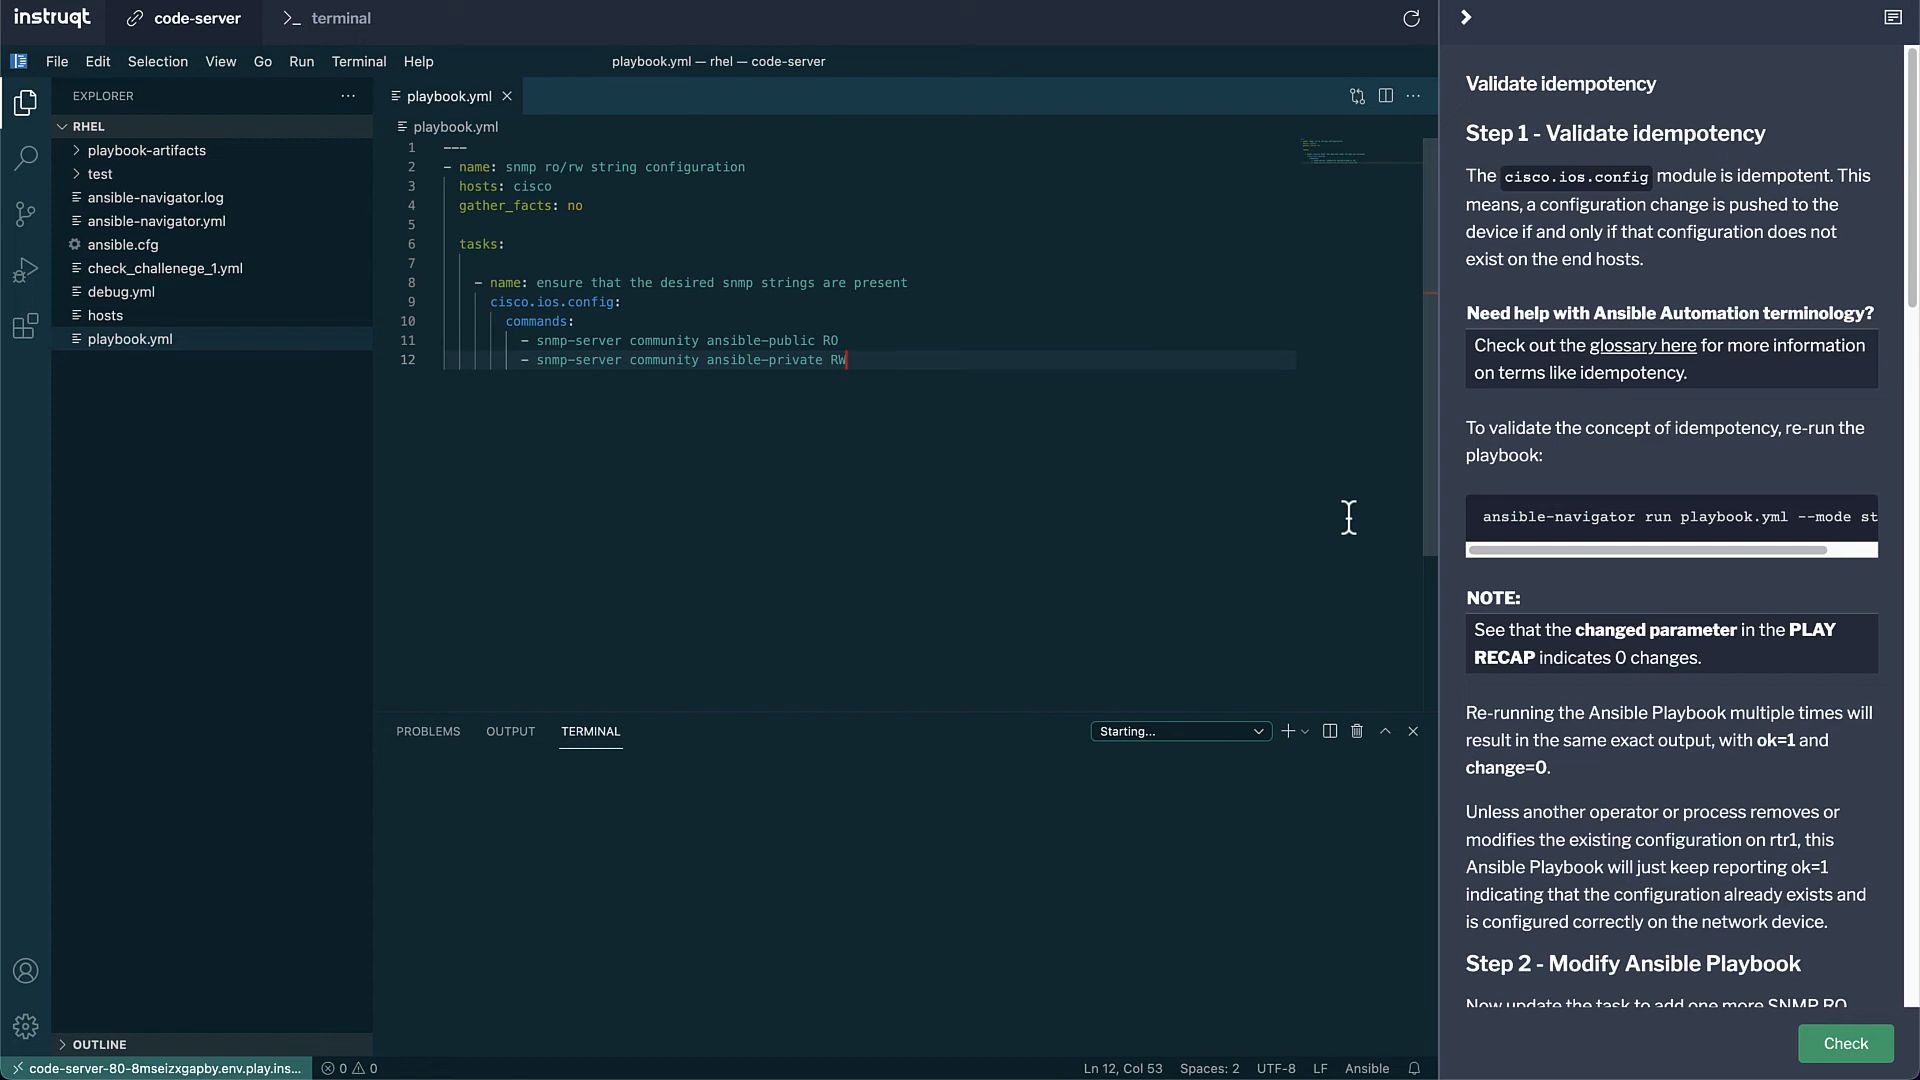 instruqt
code-server
terminal
File Edit Selection View Go Run Terminal Help
playbook.yml — rhel — code-server
EXPLORER
RHEL
playbook-artifacts
test
ansible-navigator.log
ansible-navigator.yml
ansible.cfg
check_challenege_1.yml
debug.yml
hosts
playbook.yml
OUTLINE
playbook.yml
playbook.yml
1 ---
2 - name: snmp ro/rw string configuration
3 hosts: cisco
4 gather_facts: no
5
6 tasks:
7
8 - name: ensure that the desired snmp strings are present
9 cisco.ios.config:
10 commands:
11 - snmp-server community ansible-public RO
12 - snmp-server community ansible-private RW
PROBLEMS OUTPUT TERMINAL
Starting...
code-server-80-8mseizxgapby.env.play.ins...
0 0
Ln 12, Col 53 Spaces: 2 UTF-8 LF Ansible
Validate idempotency
Step 1 - Validate idempotency
The cisco.ios.config module is idempotent. This
means, a configuration change is pushed to the
device if and only if that configuration does not
exist on the end hosts.
Need help with Ansible Automation terminology?
Check out the glossary here for more information
on terms like idempotency.
To validate the concept of idempotency, re-run the
playbook:
ansible-navigator run playbook.yml --mode st
NOTE:
See that the changed parameter in the PLAY
RECAP indicates 0 changes.
Re-running the Ansible Playbook multiple times will
result in the same exact output, with ok=1 and
change=0.
Unless another operator or process removes or
modifies the existing configuration on rtr1, this
Ansible Playbook will just keep reporting ok=1
indicating that the configuration already exists and
is configured correctly on the network device.
Step 2 - Modify Ansible Playbook
Now update the task to add one more SNMP RO
Check